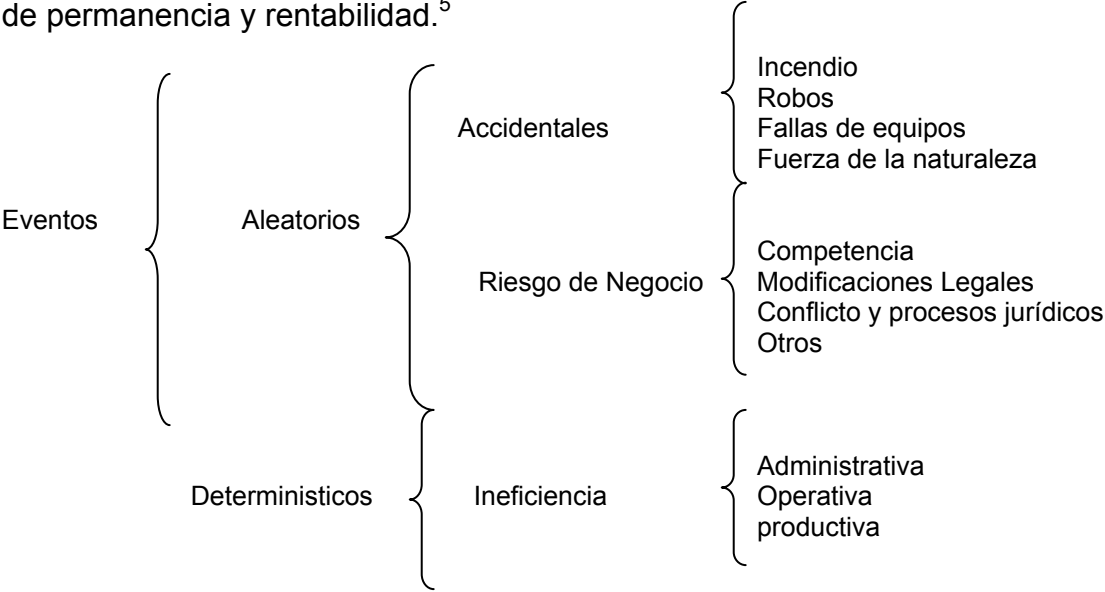 de permanencia y rentabilidad.5
Incendio
Robos
Accidentales
Fallas de equipos
Fuerza de la naturaleza
Eventos
Aleatorios
Competencia
Riesgo de Negocio
Modificaciones Legales
Conflicto y procesos jurídicos
Otros
Administrativa
Deterministicos
Ineficiencia
Operativa
productiva